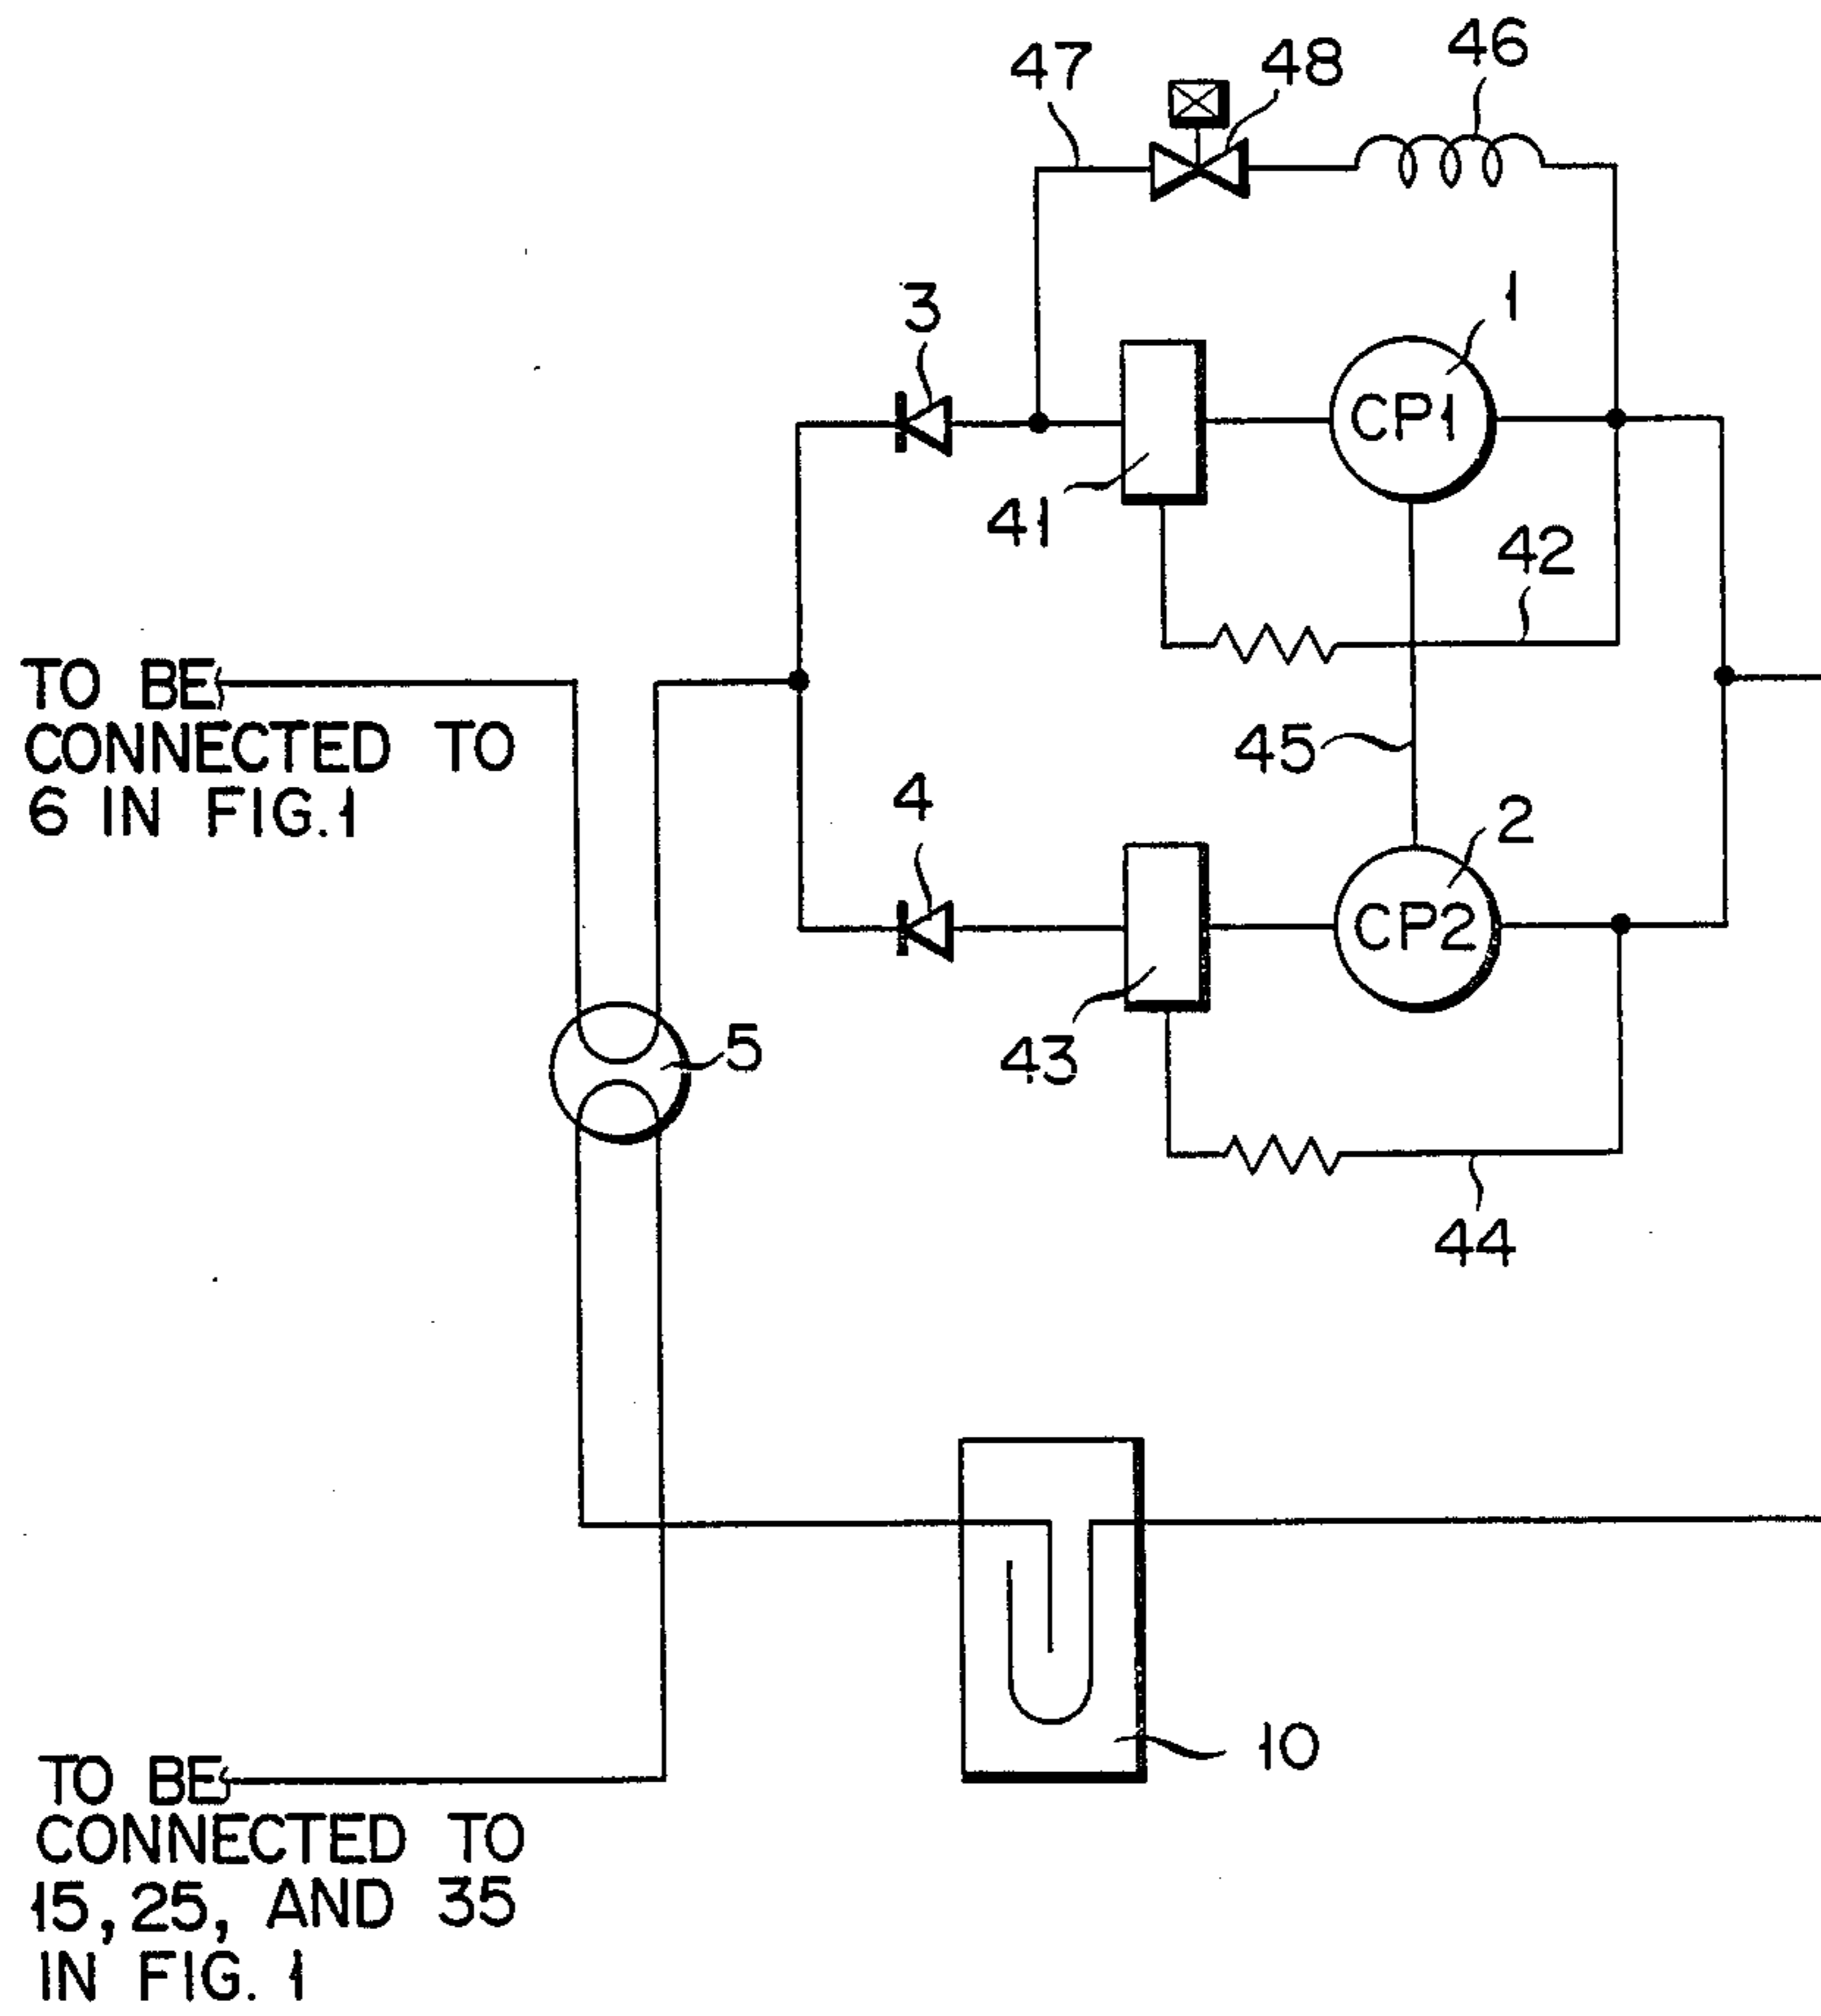 47
48
46
3
1
CP1
41
42
TO BE
CONNECTED TO
6 IN FIG.1
45
4
2
CP2
5
43
44
10
TO BE
CONNECTED TO
15, 25, AND 35
IN FIG. 1